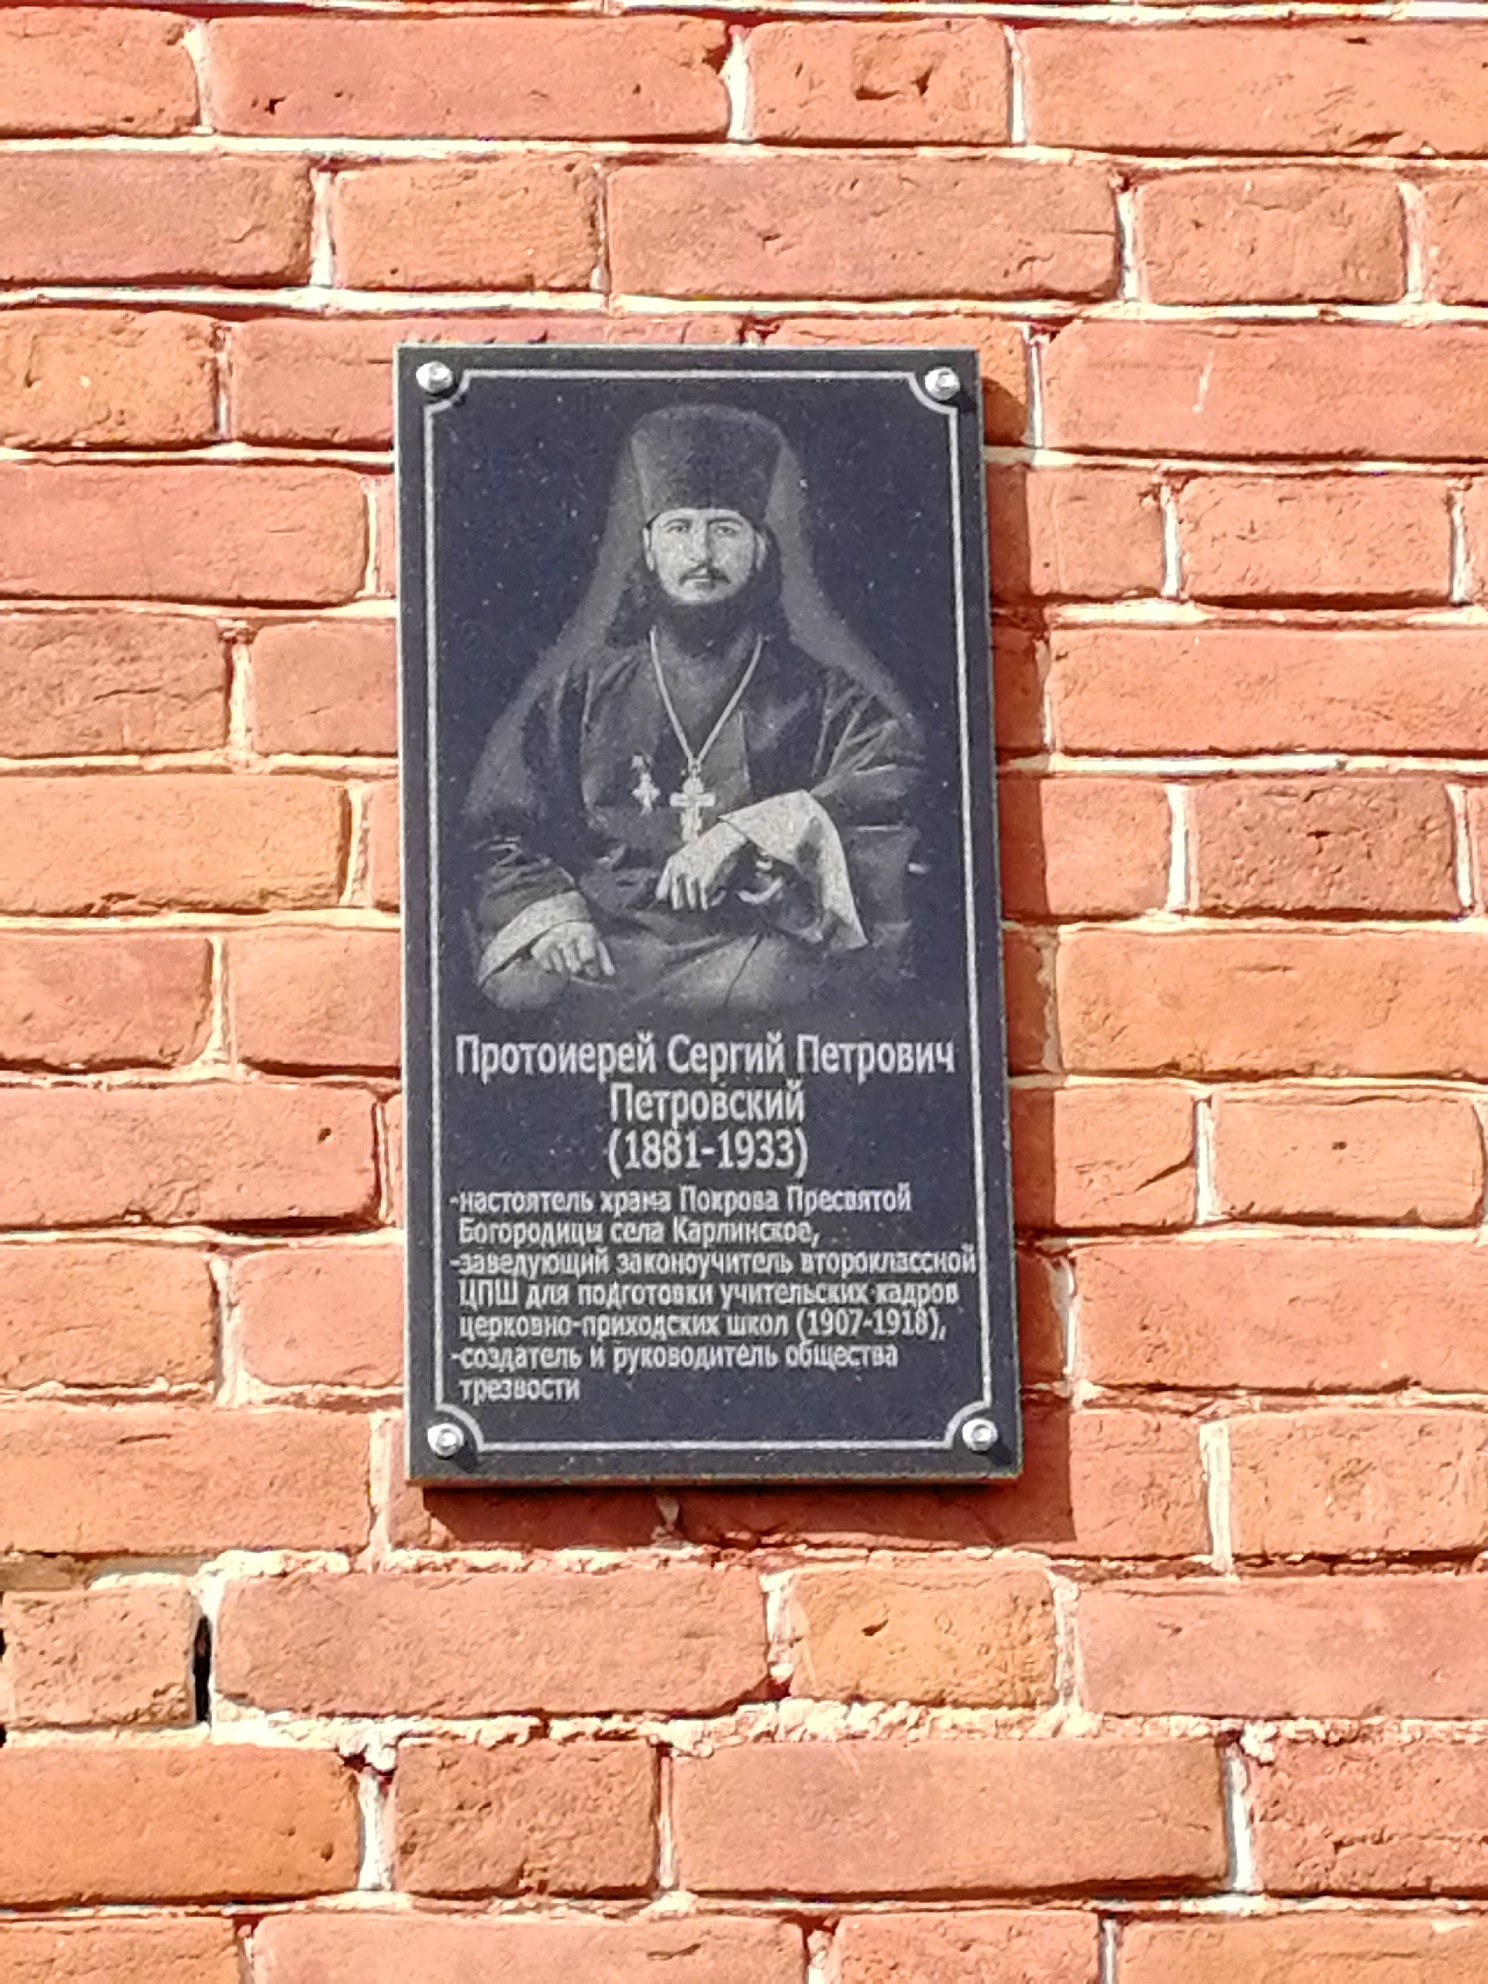 Протоиерей Сергий Петрович
Петровский
(1881-1933)
-настоятель храма Покрова Пресвятой
Богородицы села Карлинское,
-заведующий законоучитель второклассной
ЦПШ для подготовки учительских кадров
церковно-приходских школ (1907-1918),
-создатель и руководитель общества
трезвости